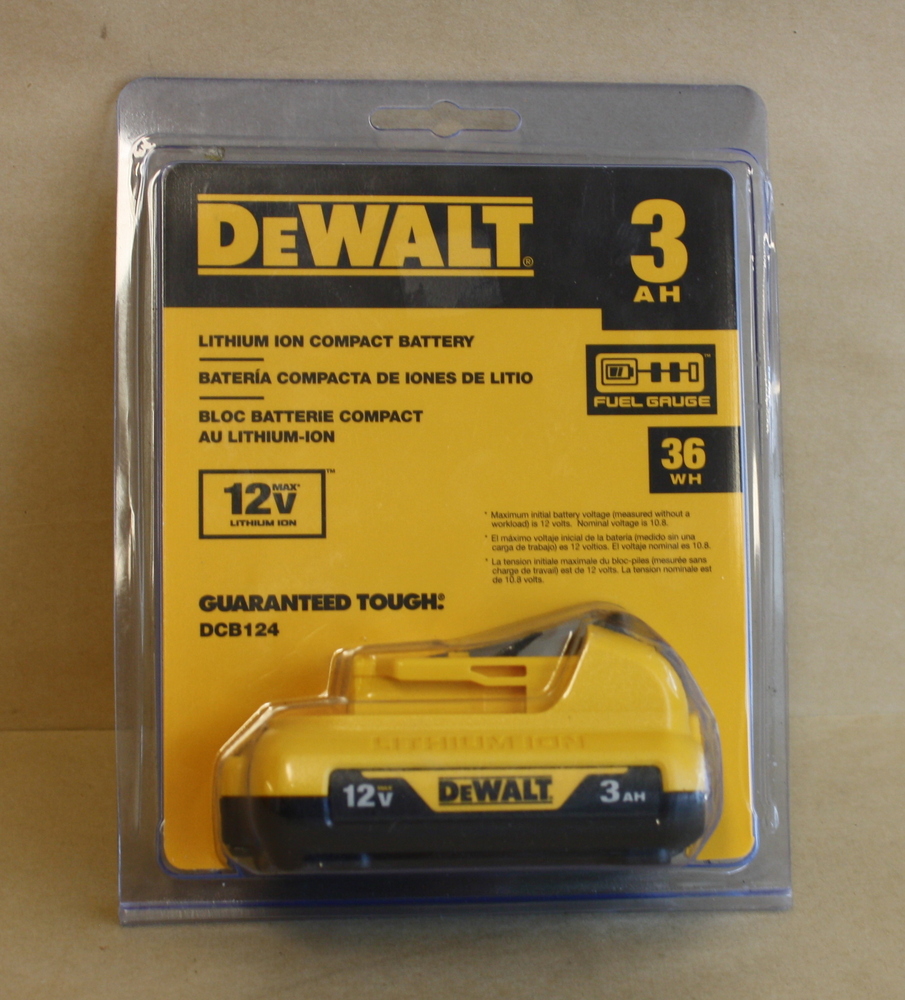 DEWALT®
3
AH
LITHIUM ION COMPACT BATTERY
BATERÍA COMPACTA DE IONES DE LITIO
BLOC BATTERIE COMPACT
AU LITHIUM-ION
™
FUEL GAUGE
36
WH
12V MAX* ™
LITHIUM ION
* Maximum initial battery voltage (measured without a
workload) is 12 volts. Nominal voltage is 10.8.
* El máximo voltaje inicial de la batería (medido sin una
carga de trabajo) es 12 voltios. El voltaje nominal es 10.8.
* La tension initiale maximale du bloc-piles (mesurée sans
charge de travail) est de 12 volts. La tension nominale est
de 10.8 volts.
GUARANTEED TOUGH.®
DCB124
LITHIUM ION
12V MAX DEWALT 3 AH